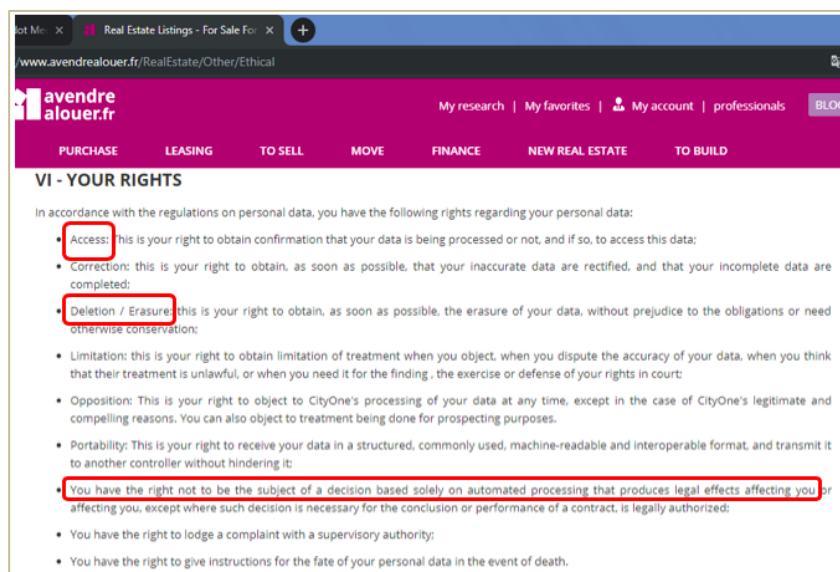 Real Estate Listings - For Sale For
/www.avendrealouer.fr/RealEstate/Other/Ethical
avendre
alouer.fr
My research | My favorites | My account | professionals
PURCHASE LEASING TO SELL MOVE FINANCE NEW REAL ESTATE TO BUILD
VI - YOUR RIGHTS
In accordance with the regulations on personal data, you have the following rights regarding your personal data:
• Access: This is your right to obtain confirmation that your data is being processed or not, and if so, to access this data;
• Correction: this is your right to obtain, as soon as possible, that your inaccurate data are rectified, and that your incomplete data are
completed;
• Deletion / Erasure: this is your right to obtain, as soon as possible, the erasure of your data, without prejudice to the obligations or need
otherwise conservation;
• Limitation: this is your right to obtain limitation of treatment when you object, when you dispute the accuracy of your data, when you think
that their treatment is unlawful, or when you need it for the finding , the exercise or defense of your rights in court;
• Opposition: This is your right to object to CityOne's processing of your data at any time, except in the case of CityOne's legitimate and
compelling reasons. You can also object to treatment being done for prospecting purposes.
• Portability: This is your right to receive your data in a structured, commonly used, machine-readable and interoperable format, and transmit it
to another controller without hindering it;
• You have the right not to be the subject of a decision based solely on automated processing that produces legal effects affecting you or
affecting you, except where such decision is necessary for the conclusion or performance of a contract, is legally authorized;
• You have the right to lodge a complaint with a supervisory authority;
• You have the right to give instructions for the fate of your personal data in the event of death.